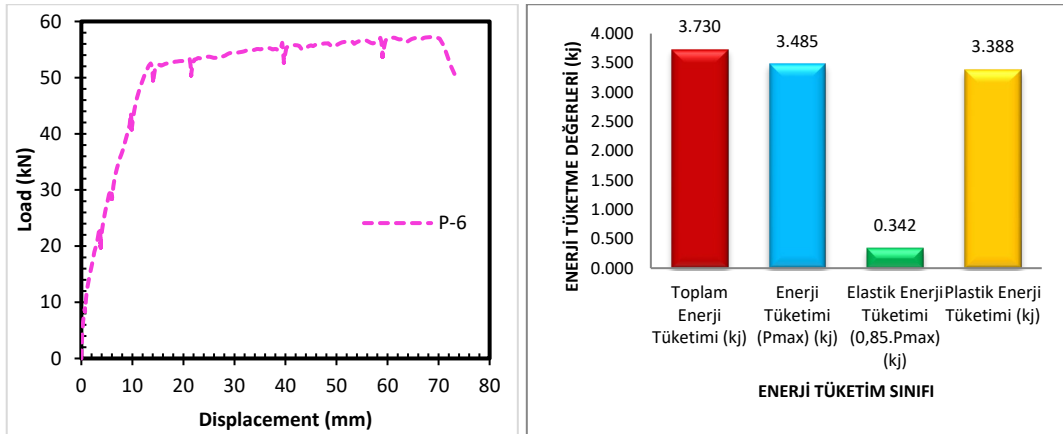 60
50
40
30
20
10
0
Load (kN)
P-6
0 10 20 30 40 50 60 70 80
Displacement (mm)
ENERJİ TÜKETME DEĞERLERİ (kj)
4.000
3.500
3.000
2.500
2.000
1.500
1.000
0.500
0.000
3.730
3.485
0.342
3.388
Toplam
Enerji
Tüketimi (kj)
Enerji
Tüketimi
(Pmax) (kj)
Elastik Enerji
Tüketimi
(0,85.Pmax)
(kj)
Plastik Enerji
Tüketimi (kj)
ENERJİ TÜKETİM SINIFI